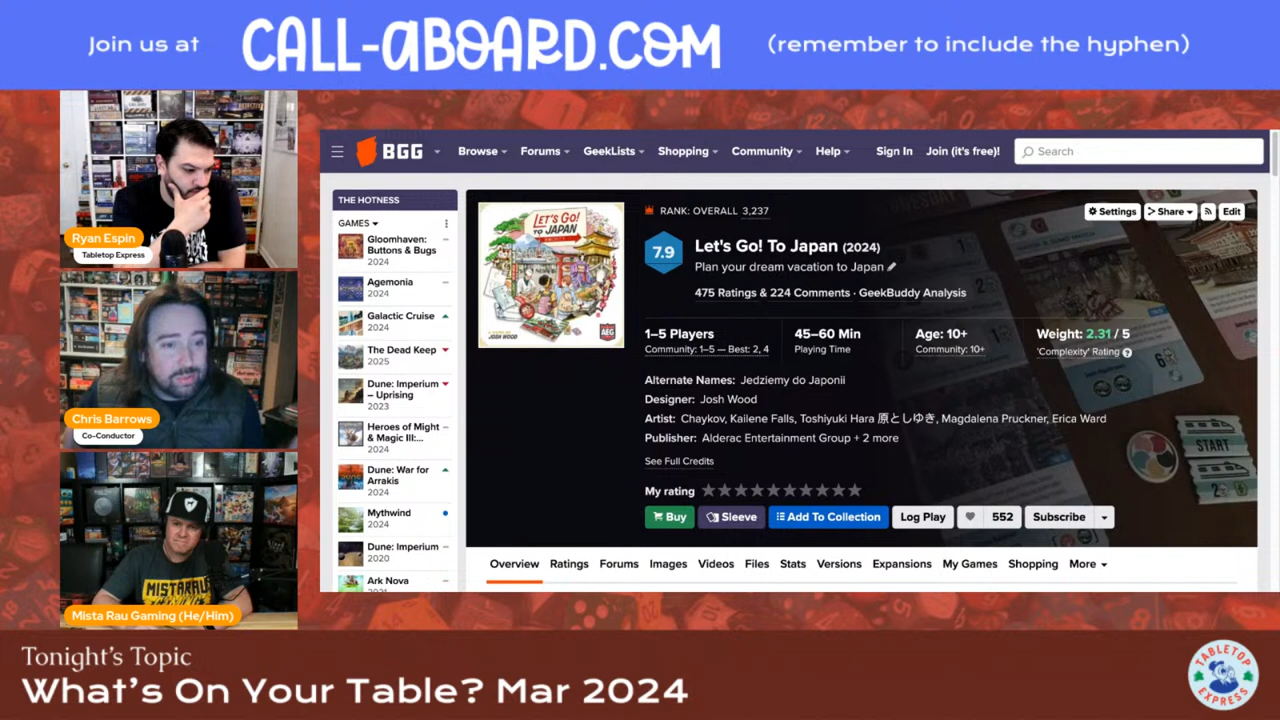 Join us at
CALL-aBOARD.COM
(remember to include the hyphen)
Ryan Espin
Tabletop Express
Chris Barrows
Co-Conductor
MISTARAU
Mista Rau Gaming (He/Him)
BGG
Browse
Forums
GeekLists
Shopping
Community
Help
Sign In
Join (it's free!)
Search
THE HOTNESS
GAMES
Gloomhaven:
Buttons & Bugs
2024
Agemonia
2024
Galactic Cruise
2024
The Dead Keep
2025
Dune: Imperium
– Uprising
2023
Heroes of Might
& Magic III:...
2024
Dune: War for
Arrakis
2024
Mythwind
2024
Dune: Imperium
2020
Ark Nova
LET'S GO!
TO JAPAN
JOSH WOOD
AEG
RANK: OVERALL 3,237
Settings
Share
Edit
7.9
Let's Go! To Japan (2024)
Plan your dream vacation to Japan
475 Ratings & 224 Comments · GeekBuddy Analysis
1–5 Players
Community: 1–5 — Best: 2, 4
45–60 Min
Playing Time
Age: 10+
Community: 10+
Weight: 2.31 / 5
'Complexity' Rating
Alternate Names: Jedziemy do Japonii
Designer: Josh Wood
Artist: Chaykov, Kailene Falls, Toshiyuki Hara 原としゆき, Magdalena Pruckner, Erica Ward
Publisher: Alderac Entertainment Group + 2 more
See Full Credits
START
My rating
Buy
Sleeve
Add To Collection
Log Play
552
Subscribe
Overview
Ratings
Forums
Images
Videos
Files
Stats
Versions
Expansions
My Games
Shopping
More
Tonight's Topic
What's On Your Table? Mar 2024
TABLETOP
EXPRESS